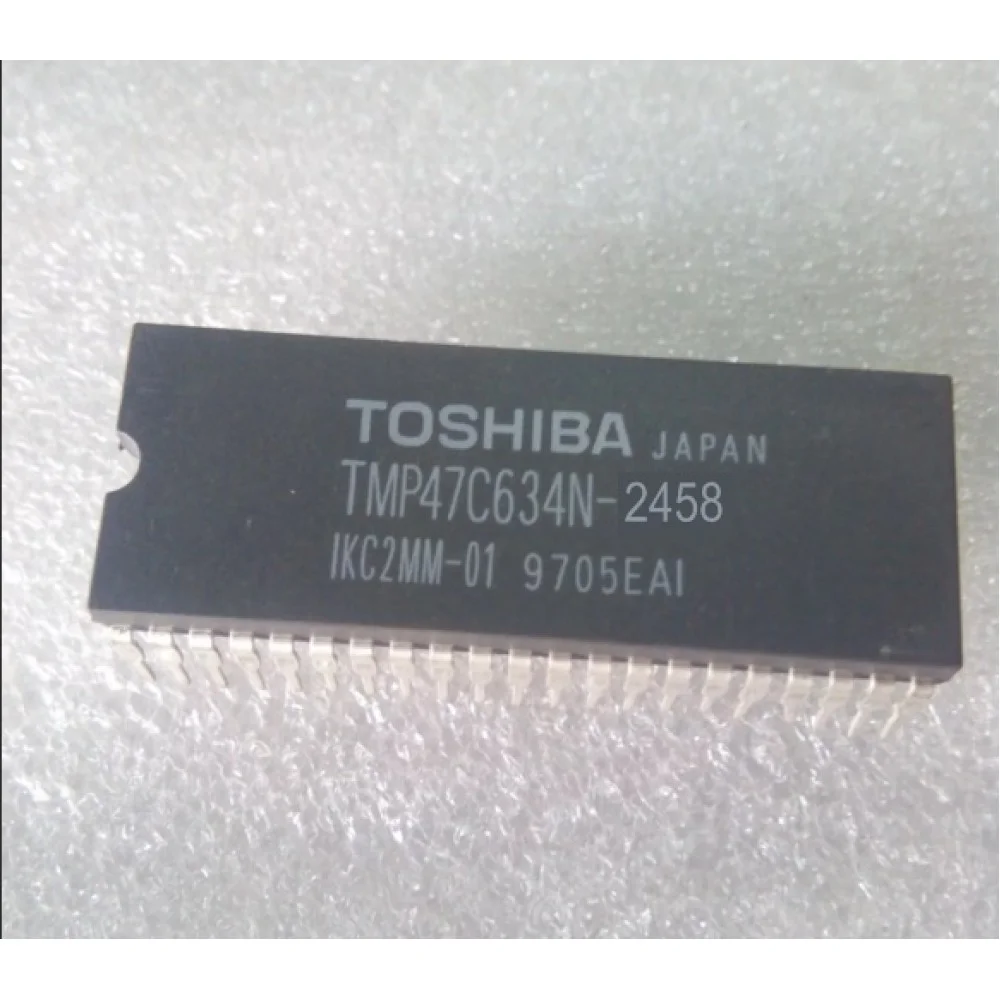 TOSHIBA JAPAN
TMP47C634N-2458
IKC2MM-01 9705EAI